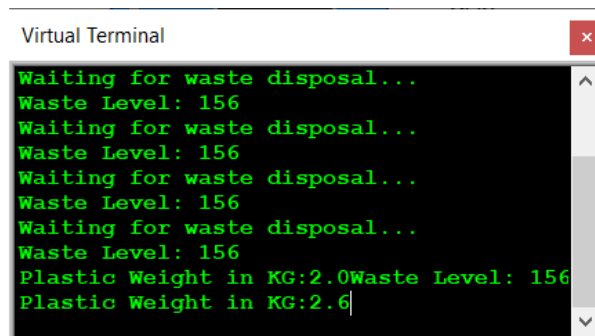 Virtual Terminal
Waiting for waste disposal...
Waste Level: 156
Waiting for waste disposal...
Waste Level: 156
Waiting for waste disposal...
Waste Level: 156
Waiting for waste disposal...
Waste Level: 156
Plastic Weight in KG:2.0Waste Level: 156
Plastic Weight in KG:2.6